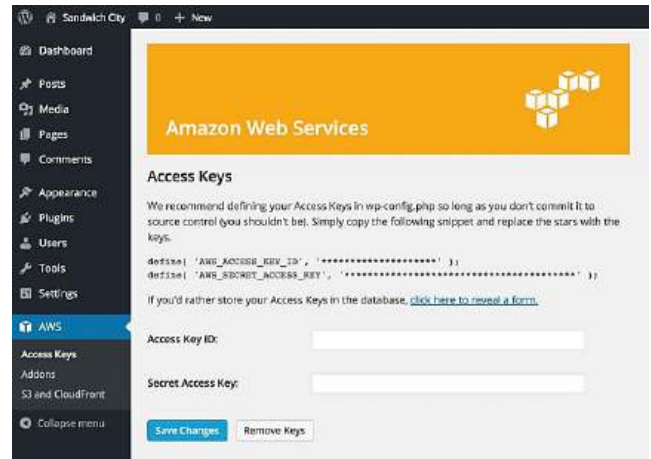 Sandwich City 0 + New
Dashboard
Posts
Media
Pages
Comments
Appearance
Plugins
Users
Tools
Settings
AWS
Access Keys
Addons
S3 and CloudFront
Collapse menu
Amazon Web Services
Access Keys
We recommend defining your Access Keys in wp-config.php so long as you don't commit it to
source control (you shouldn't be). Simply copy the following snippet and replace the stars with the
keys.
define( 'AWS_ACCESS_KEY_ID', '********************' );
define( 'AWS_SECRET_ACCESS_KEY', '****************************************' );
If you'd rather store your Access Keys in the database, click here to reveal a form.
Access Key ID:
Secret Access Key:
Save Changes Remove Keys